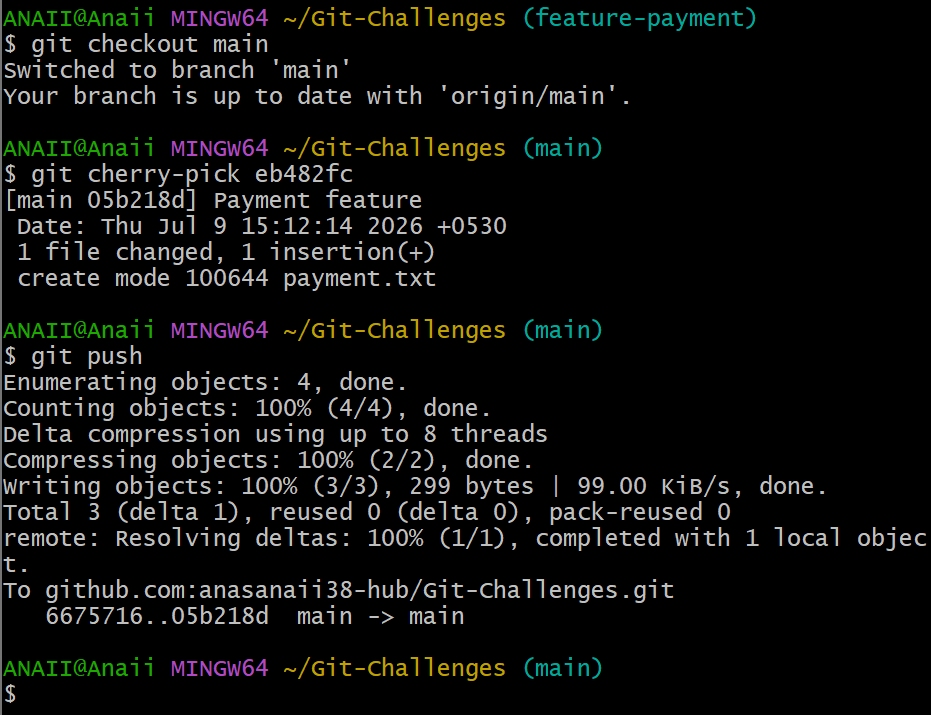 ANAII@Anaii MINGW64 ~/Git-Challenges (feature-payment)
$ git checkout main
Switched to branch 'main'
Your branch is up to date with 'origin/main'.
ANAII@Anaii MINGW64 ~/Git-Challenges (main)
$ git cherry-pick eb482fc
[main 05b218d] Payment feature
 Date: Thu Jul 9 15:12:14 2026 +0530
 1 file changed, 1 insertion(+)
 create mode 100644 payment.txt
ANAII@Anaii MINGW64 ~/Git-Challenges (main)
$ git push
Enumerating objects: 4, done.
Counting objects: 100% (4/4), done.
Delta compression using up to 8 threads
Compressing objects: 100% (2/2), done.
Writing objects: 100% (3/3), 299 bytes | 99.00 KiB/s, done.
Total 3 (delta 1), reused 0 (delta 0), pack-reused 0
remote: Resolving deltas: 100% (1/1), completed with 1 local objec
t.
To github.com:anasanaii38-hub/Git-Challenges.git
   6675716..05b218d  main -> main
ANAII@Anaii MINGW64 ~/Git-Challenges (main)
$